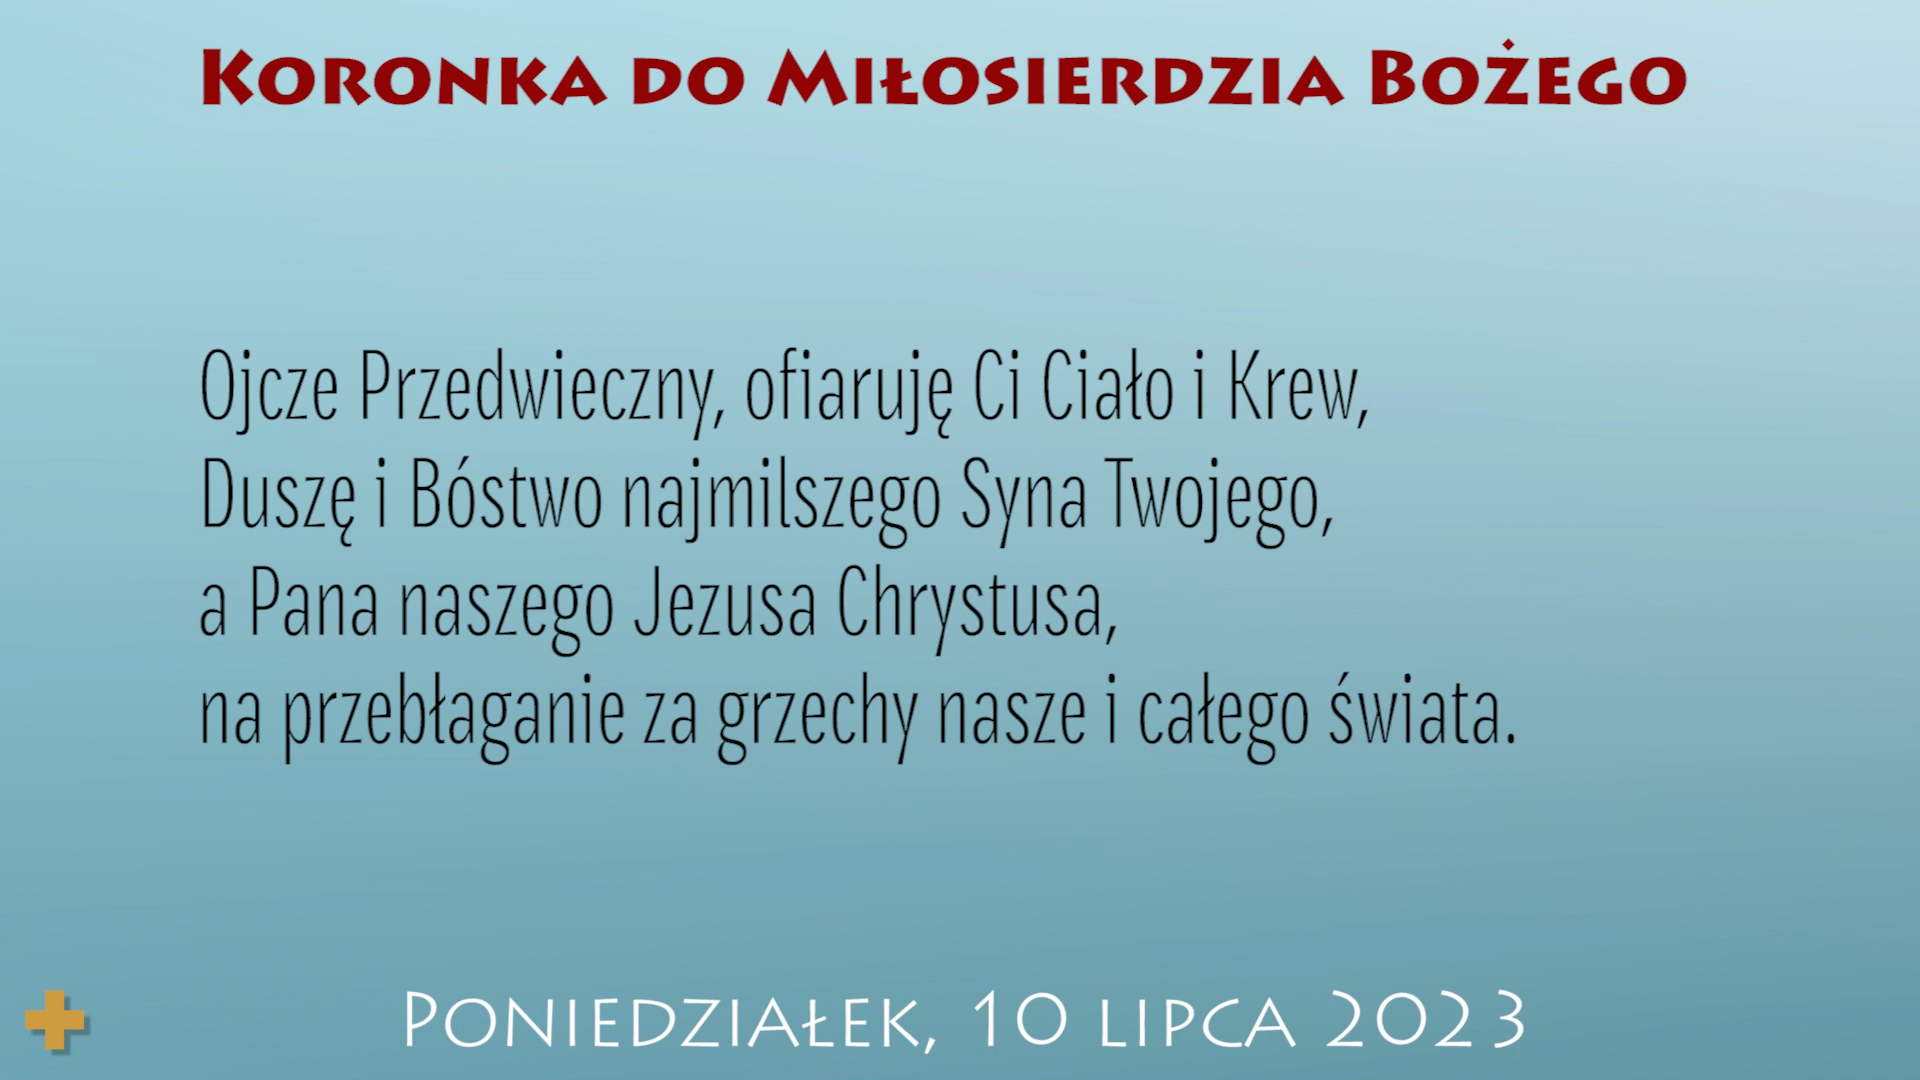 Koronka do Miłosierdzia Bożego
Ojcze Przedwieczny, ofiaruję Ci Ciało i Krew,
Duszę i Bóstwo najmilszego Syna Twojego,
a Pana naszego Jezusa Chrystusa,
na przebłaganie za grzechy nasze i całego świata.
Poniedziałek, 10 lipca 2023